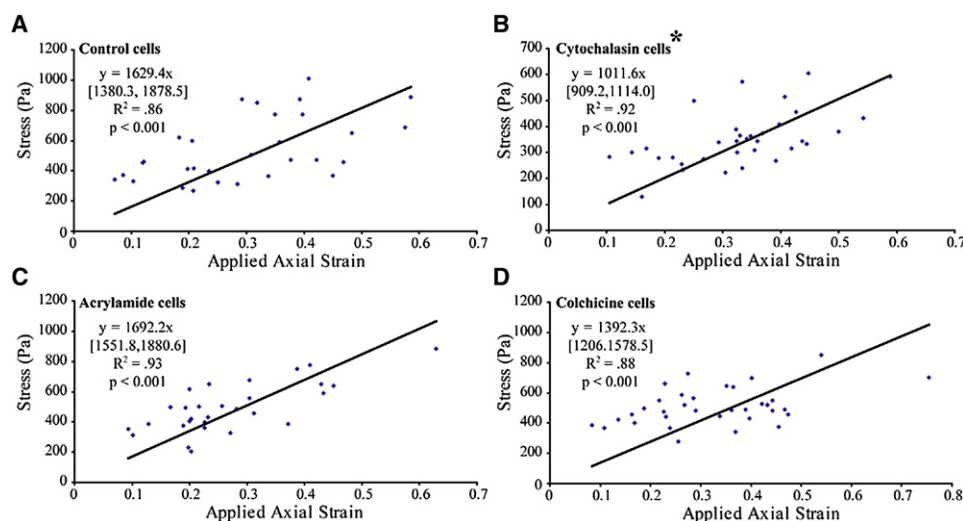 A
Control cells
y = 1629.4x
[1380.3, 1878.5]
R² = .86
p < 0.001
Stress (Pa)
1200
1000
800
600
400
200
0
0 0.1 0.2 0.3 0.4 0.5 0.6 0.7
Applied Axial Strain
B
Cytochalasin cells*
y = 1011.6x
[909.2,1114.0]
R² = .92
p < 0.001
Stress (Pa)
700
600
500
400
300
200
100
0
0 0.1 0.2 0.3 0.4 0.5 0.6 0.7
Applied Axial Strain
C
Acrylamide cells
y = 1692.2x
[1551.8,1880.6]
R² = .93
p < 0.001
Stress (Pa)
1200
1000
800
600
400
200
0
0 0.1 0.2 0.3 0.4 0.5 0.6 0.7
Applied Axial Strain
D
Colchicine cells
y = 1392.3x
[1206.1578.5]
R² = .88
p < 0.001
Stress (Pa)
1200
1000
800
600
400
200
0
0 0.1 0.2 0.3 0.4 0.5 0.6 0.7 0.8
Applied Axial Strain